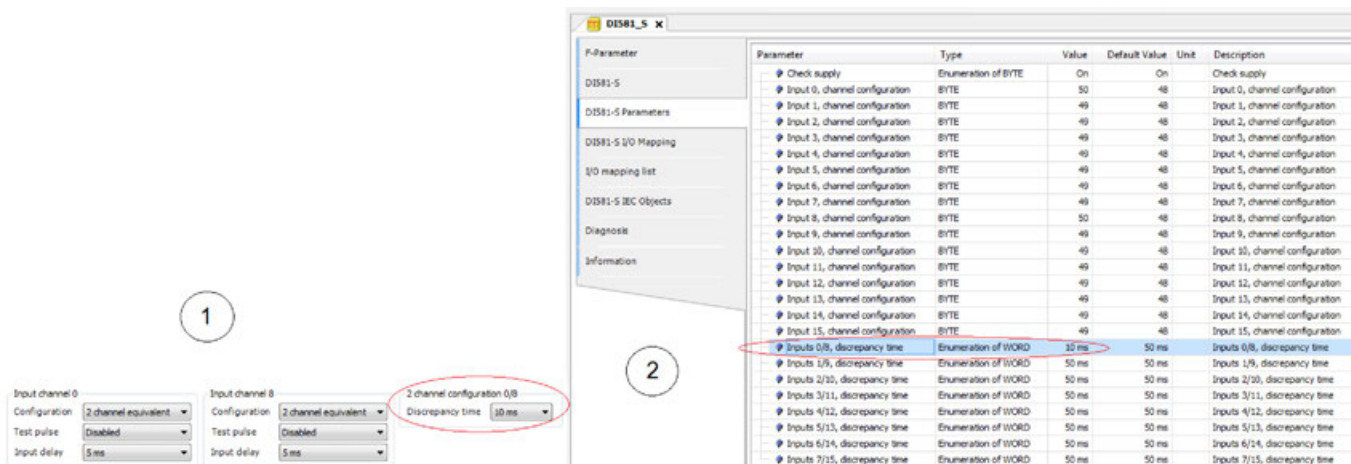 1
Input channel 0
Configuration 2 channel equivalent
Test pulse Disabled
Input delay 5 ms
Input channel 8
Configuration 2 channel equivalent
Test pulse Disabled
Input delay 5 ms
2 channel configuration 0/8
Discrepancy time 10 ms
2
DI581_S x
F-Parameter
DI581-S
DI581-S Parameters
DI581-S I/O Mapping
I/O mapping list
DI581-S IEC Objects
Diagnosis
Information
Parameter Type Value Default Value Unit Description
Check supply Enumeration of BYTE On On Check supply
Input 0, channel configuration BYTE 50 48 Input 0, channel configuration
Input 1, channel configuration BYTE 49 48 Input 1, channel configuration
Input 2, channel configuration BYTE 49 48 Input 2, channel configuration
Input 3, channel configuration BYTE 49 48 Input 3, channel configuration
Input 4, channel configuration BYTE 49 48 Input 4, channel configuration
Input 5, channel configuration BYTE 49 48 Input 5, channel configuration
Input 6, channel configuration BYTE 49 48 Input 6, channel configuration
Input 7, channel configuration BYTE 49 48 Input 7, channel configuration
Input 8, channel configuration BYTE 50 48 Input 8, channel configuration
Input 9, channel configuration BYTE 49 48 Input 9, channel configuration
Input 10, channel configuration BYTE 49 48 Input 10, channel configuration
Input 11, channel configuration BYTE 49 48 Input 11, channel configuration
Input 12, channel configuration BYTE 49 48 Input 12, channel configuration
Input 13, channel configuration BYTE 49 48 Input 13, channel configuration
Input 14, channel configuration BYTE 49 48 Input 14, channel configuration
Input 15, channel configuration BYTE 49 48 Input 15, channel configuration
Inputs 0/8, discrepancy time Enumeration of WORD 10 ms 50 ms Inputs 0/8, discrepancy time
Inputs 1/9, discrepancy time Enumeration of WORD 50 ms 50 ms Inputs 1/9, discrepancy time
Inputs 2/10, discrepancy time Enumeration of WORD 50 ms 50 ms Inputs 2/10, discrepancy time
Inputs 3/11, discrepancy time Enumeration of WORD 50 ms 50 ms Inputs 3/11, discrepancy time
Inputs 4/12, discrepancy time Enumeration of WORD 50 ms 50 ms Inputs 4/12, discrepancy time
Inputs 5/13, discrepancy time Enumeration of WORD 50 ms 50 ms Inputs 5/13, discrepancy time
Inputs 6/14, discrepancy time Enumeration of WORD 50 ms 50 ms Inputs 6/14, discrepancy time
Inputs 7/15, discrepancy time Enumeration of WORD 50 ms 50 ms Inputs 7/15, discrepancy time